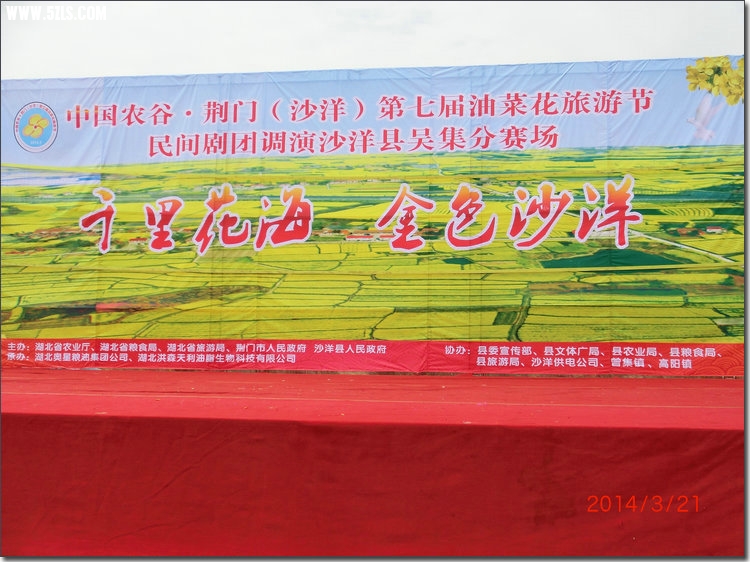 WWW.5ZLS.COM
中国农谷·荆门（沙洋）第七届油菜花旅游节
民间剧团调演沙洋县吴集分赛场
千里花海 金色沙洋
主办：湖北省农业厅、湖北省粮食局、湖北省旅游局、荆门市人民政府 沙洋县人民政府
承办：湖北奥星粮油集团公司、湖北洪森天利油脂生物科技有限公司
协办：县委宣传部、县文体广局、县农业局、县粮食局、
县旅游局、沙洋供电公司、曾集镇、高阳镇
2014/3/21